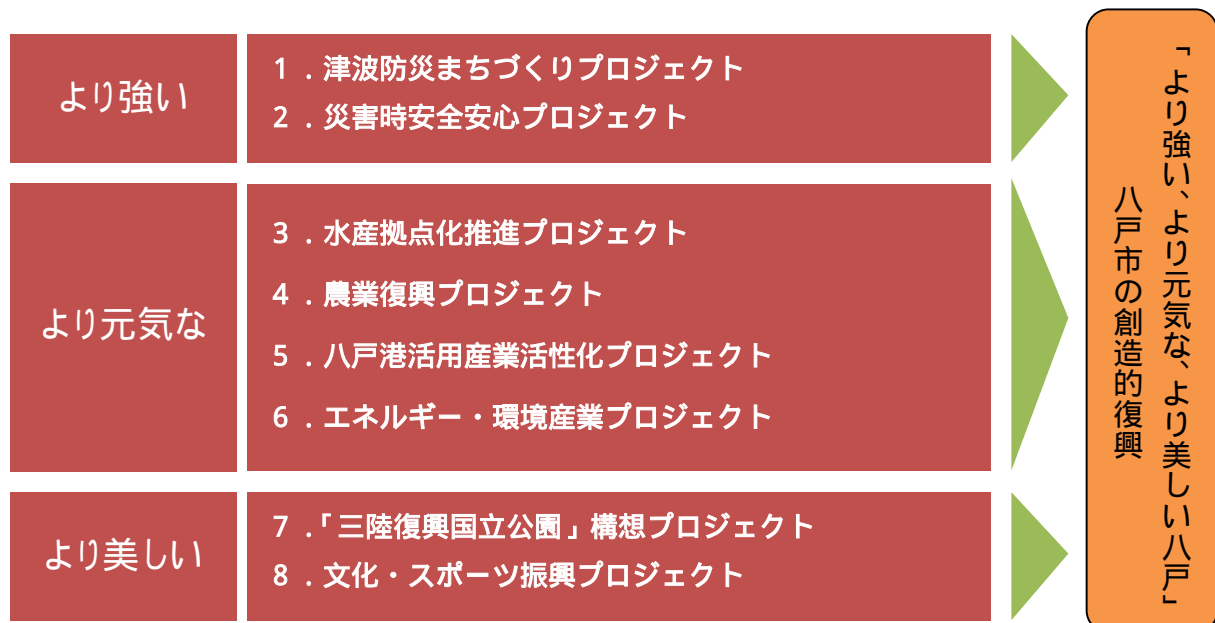 より強い
1．津波防災まちづくりプロジェクト
2．災害時安全安心プロジェクト
より元気な
3．水産拠点化推進プロジェクト
4．農業復興プロジェクト
5．八戸港活用産業活性化プロジェクト
6．エネルギー・環境産業プロジェクト
より美しい
7．「三陸復興国立公園」構想プロジェクト
8．文化・スポーツ振興プロジェクト
「より強い、より元気な、より美しい八戸」
八戸市の創造的復興